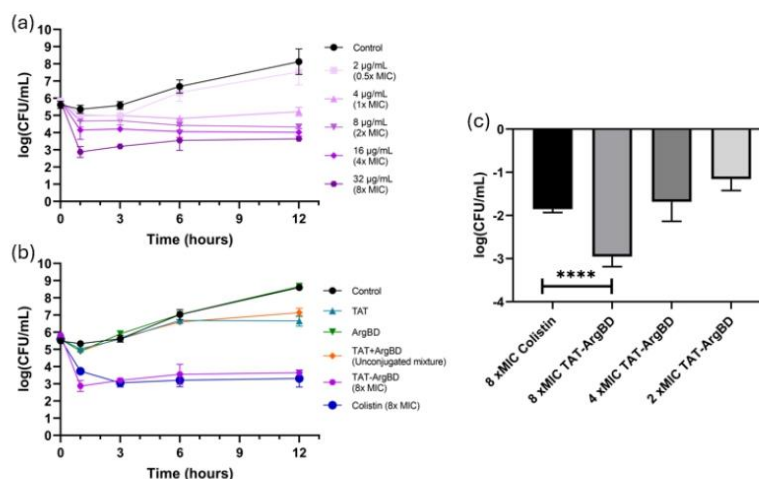 (a)
10
9
8
7
6
5
4
3
2
1
0
log(CFU/mL)
0 3 6 9 12
Time (hours)
Control
2 µg/mL
(0.5x MIC)
4 µg/mL
(1x MIC)
8 µg/mL
(2x MIC)
16 µg/mL
(4x MIC)
32 µg/mL
(8x MIC)
(b)
10
9
8
7
6
5
4
3
2
1
0
log(CFU/mL)
0 3 6 9 12
Time (hours)
Control
TAT
ArgBD
TAT+ArgBD
(Unconjugated mixture)
TAT-ArgBD
(8x MIC)
Colistin (8x MIC)
(c)
0
-1
-2
-3
-4
log(CFU/mL)
****
8 xMIC Colistin
8 xMIC TAT-ArgBD
4 xMIC TAT-ArgBD
2 xMIC TAT-ArgBD